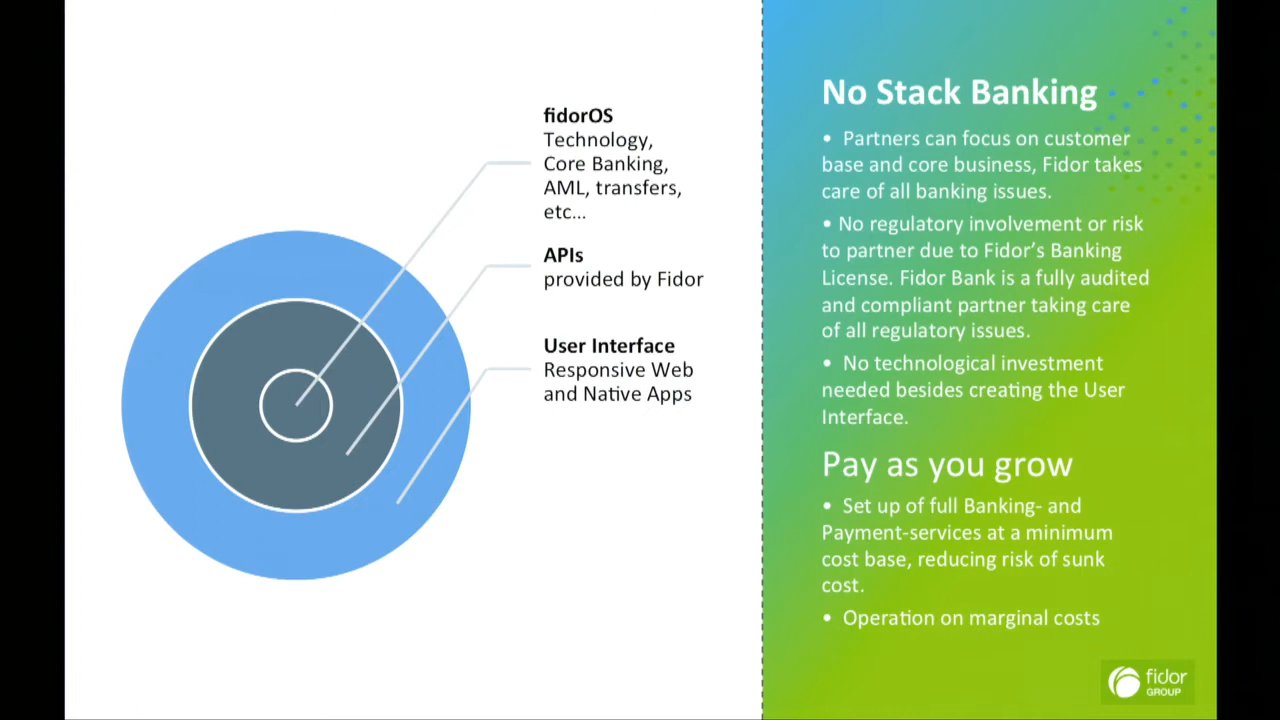 fidorOS
Technology,
Core Banking,
AML, transfers,
etc...
APIs
provided by Fidor
User Interface
Responsive Web
and Native Apps
No Stack Banking
• Partners can focus on customer
base and core business, Fidor takes
care of all banking issues.
• No regulatory involvement or risk
to partner due to Fidor’s Banking
License. Fidor Bank is a fully audited
and compliant partner taking care
of all regulatory issues.
• No technological investment
needed besides creating the User
Interface.
Pay as you grow
• Set up of full Banking- and
Payment-services at a minimum
cost base, reducing risk of sunk
cost.
• Operation on marginal costs
fidor
GROUP